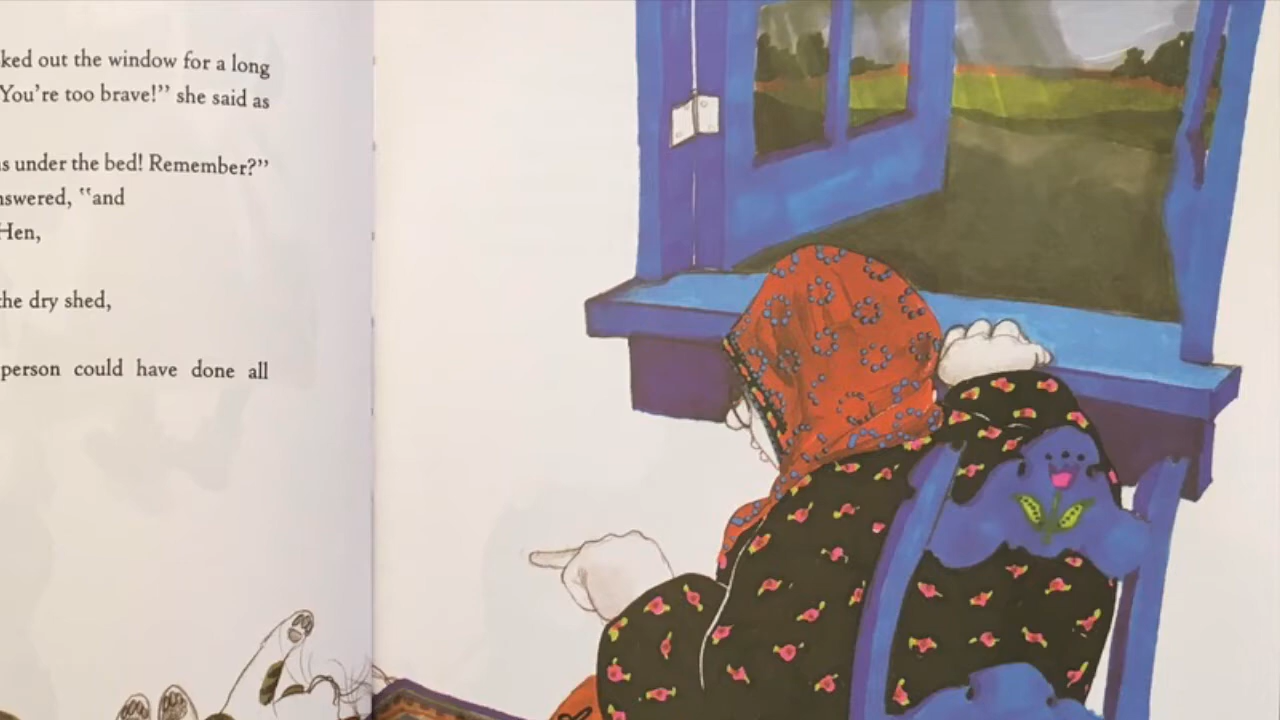 ked out the window for a long
You're too brave!" she said as
s under the bed! Remember?"
nswered, "and
Hen,
the dry shed,
person could have done all